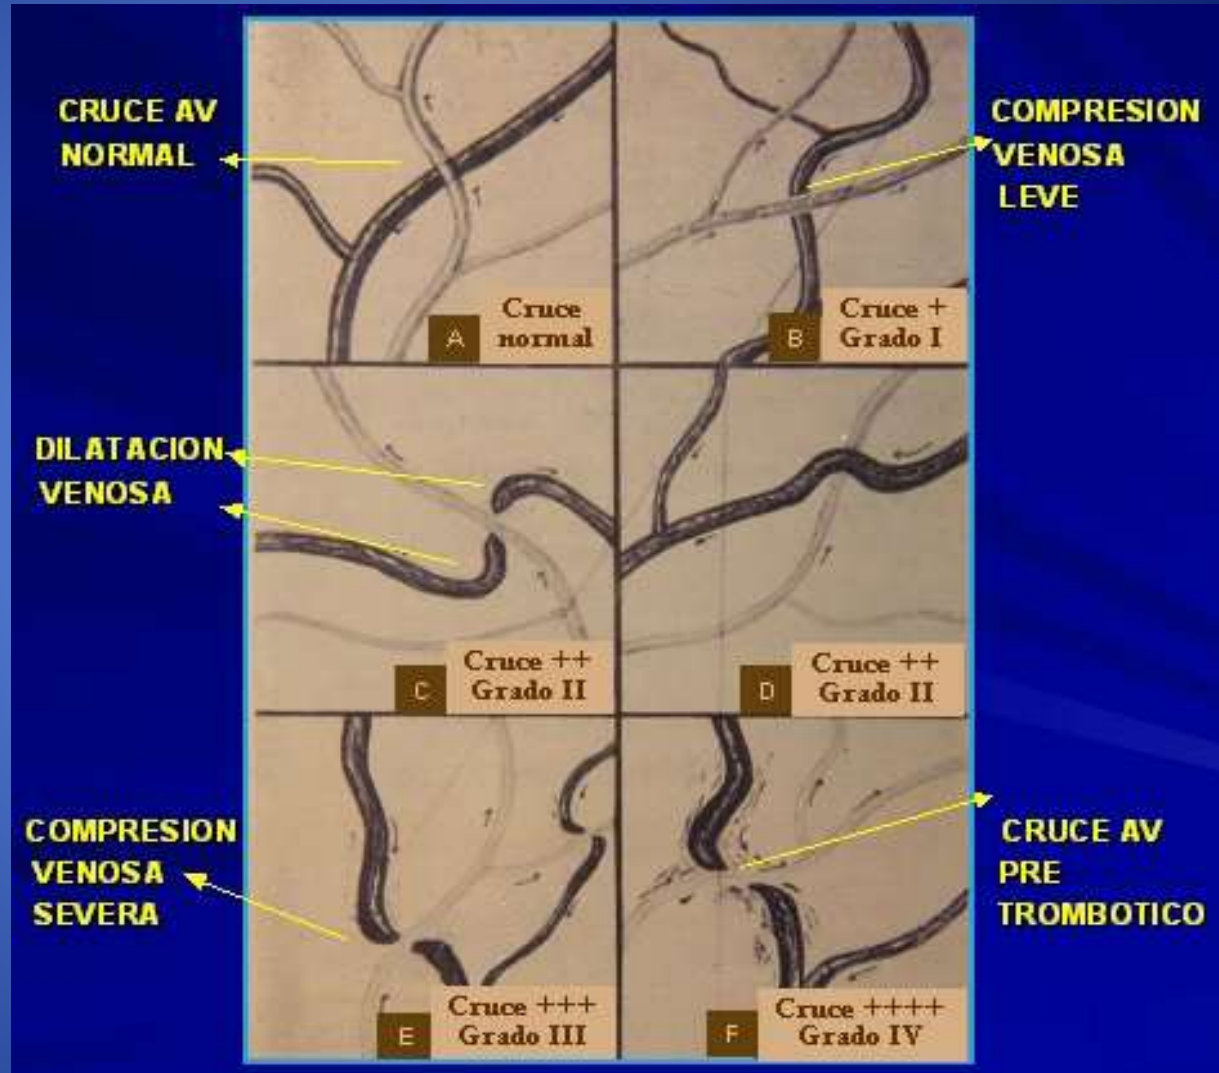 CRUCE AV
NORMAL
COMPRESION
VENOSA
LEVE
A
Cruce
normal
B
Cruce +
Grado I
DILATACION
VENOSA
C
Cruce ++
Grado II
D
Cruce ++
Grado II
COMPRESION
VENOSA
SEVERA
CRUCE AV
PRE
TROMBOTICO
E
Cruce +++
Grado III
F
Cruce ++++
Grado IV